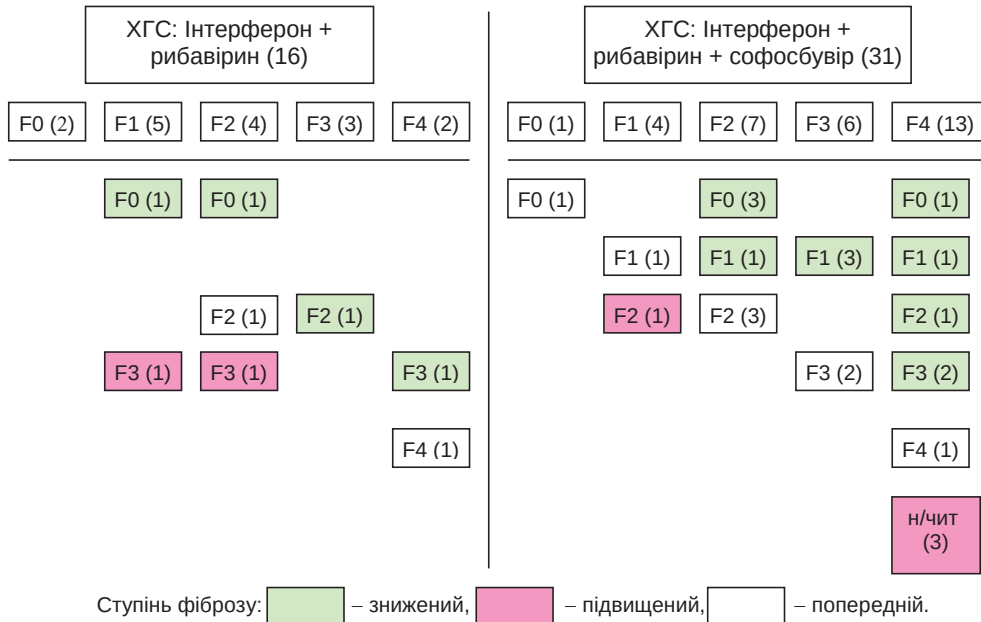 ХГС: Інтерферон +
рибавірин (16)
ХГС: Інтерферон +
рибавірин + софосбувір (31)
F0 (2) F1 (5) F2 (4) F3 (3) F4 (2) F0 (1) F1 (4) F2 (7) F3 (6) F4 (13)
F0 (1) F0 (1) F0 (1) F0 (3) F0 (1)
F1 (1) F1 (1) F1 (3) F1 (1)
F2 (1) F2 (1) F2 (1) F2 (3) F2 (1)
F3 (1) F3 (1) F3 (1) F3 (2) F3 (2)
F4 (1) F4 (1)
н/чит
(3)
Ступінь фіброзу: – знижений, – підвищений, – попередній.